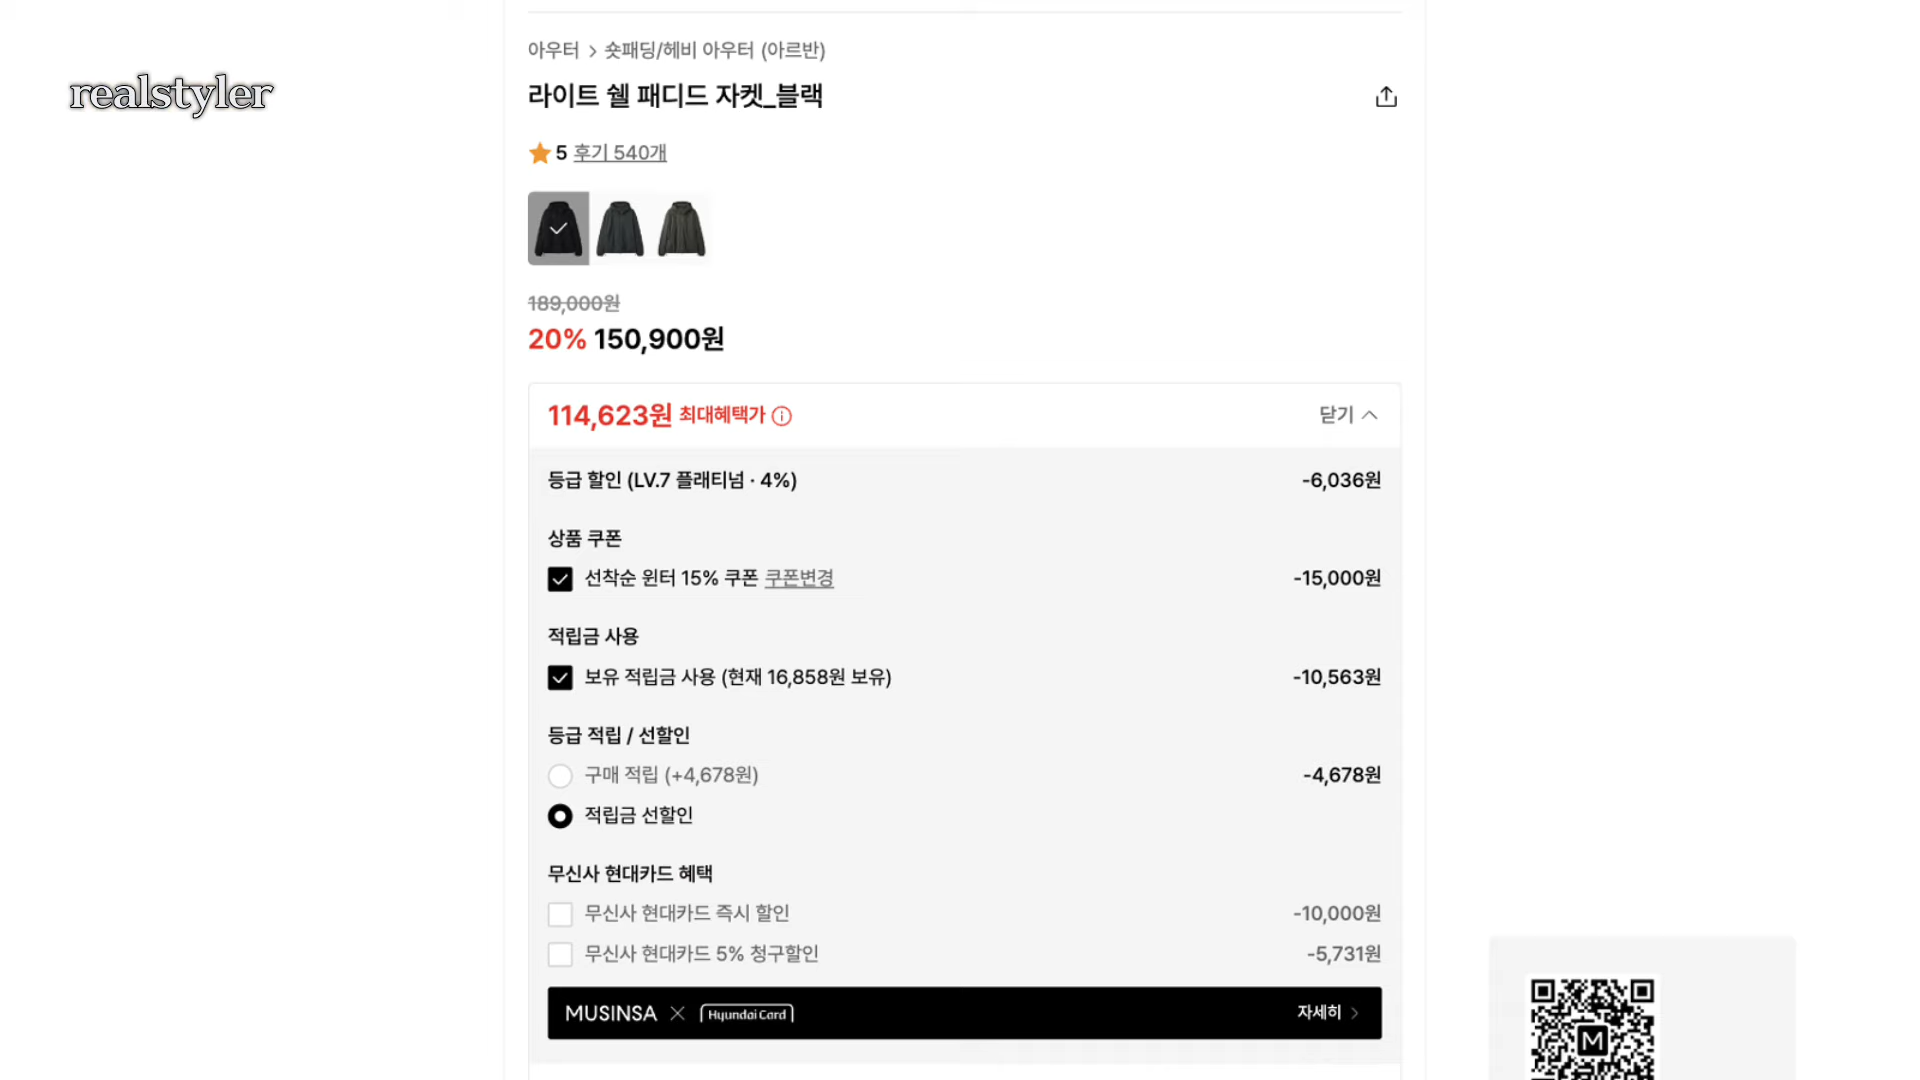 realstyler
아우터 > 숏패딩/헤비 아우터 (아르반)
라이트 쉘 패디드 자켓_블랙
5 후기 540개
189,000원
20% 150,900원
114,623원 최대혜택가
닫기
등급 할인 (LV.7 플래티넘 · 4%) -6,036원
상품 쿠폰
선착순 윈터 15% 쿠폰 쿠폰변경 -15,000원
적립금 사용
보유 적립금 사용 (현재 16,858원 보유) -10,563원
등급 적립 / 선할인
구매 적립 (+4,678원) -4,678원
적립금 선할인
무신사 현대카드 혜택
무신사 현대카드 즉시 할인 -10,000원
무신사 현대카드 5% 청구할인 -5,731원
MUSINSA × Hyundai Card 자세히 >
M